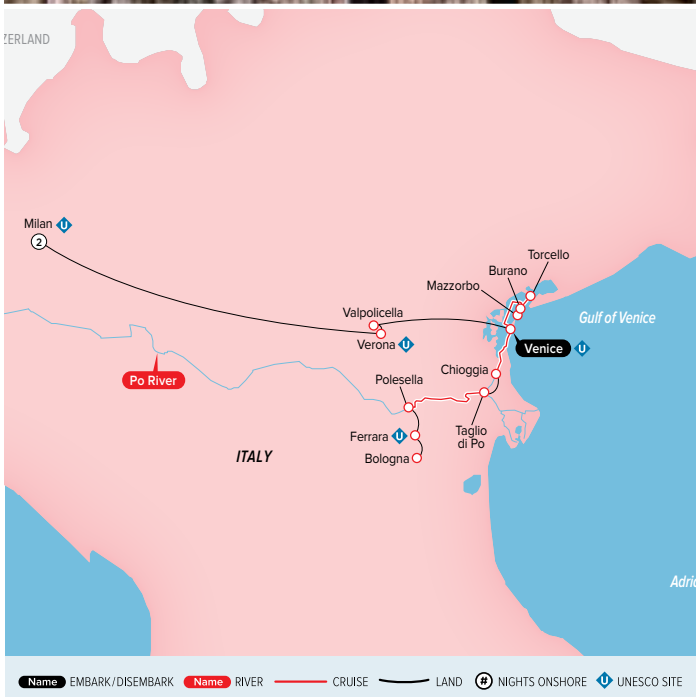 ZERLAND
Milan U
2
Torcello
Burano
Mazzorbo
Gulf of Venice
Valpolicella
Verona U
Venice U
Po River
Chioggia
Polesella
Taglio
di Po
Ferrara U
Bologna
ITALY
Adri
Name EMBARK/DISEMBARK Name RIVER CRUISE LAND # NIGHTS ONSHORE U UNESCO SITE